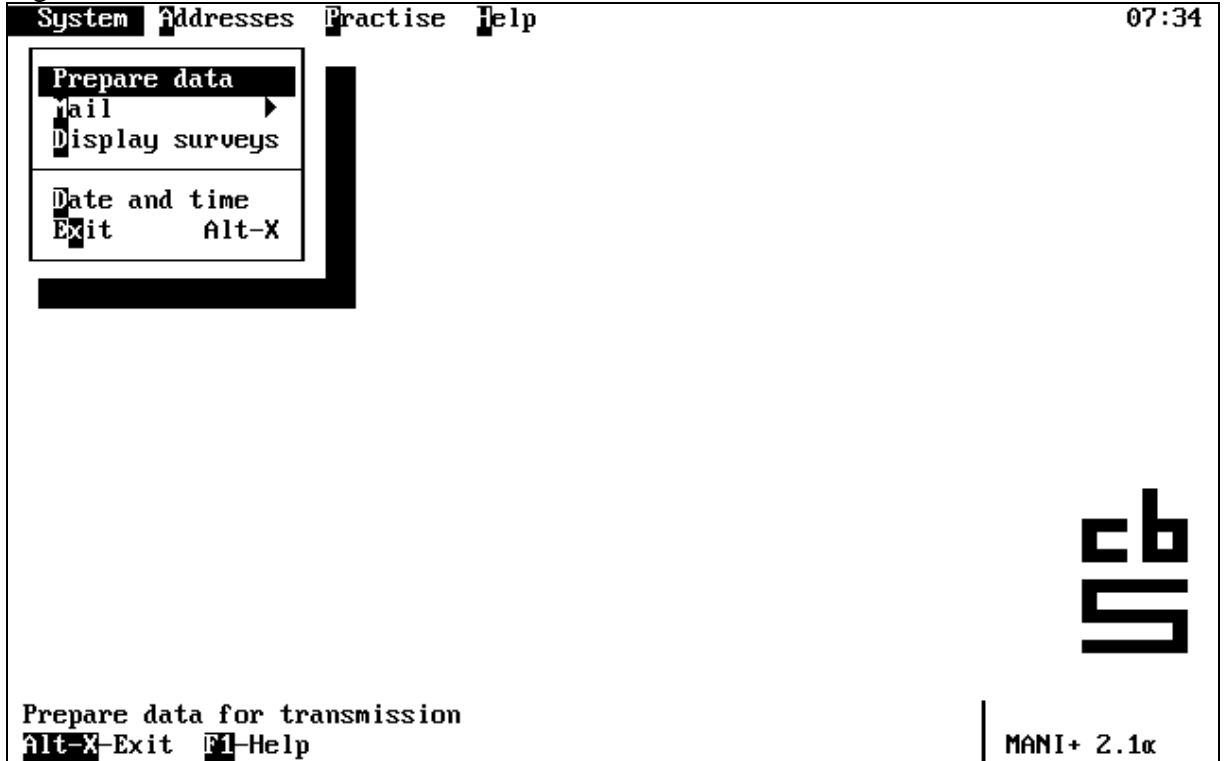 System Addresses Practise Help 07:34
Prepare data
Mail
Display surveys
Date and time
Exit Alt-X
cb
s
Prepare data for transmission
Alt-X-Exit F1-Help MANI+ 2.1α